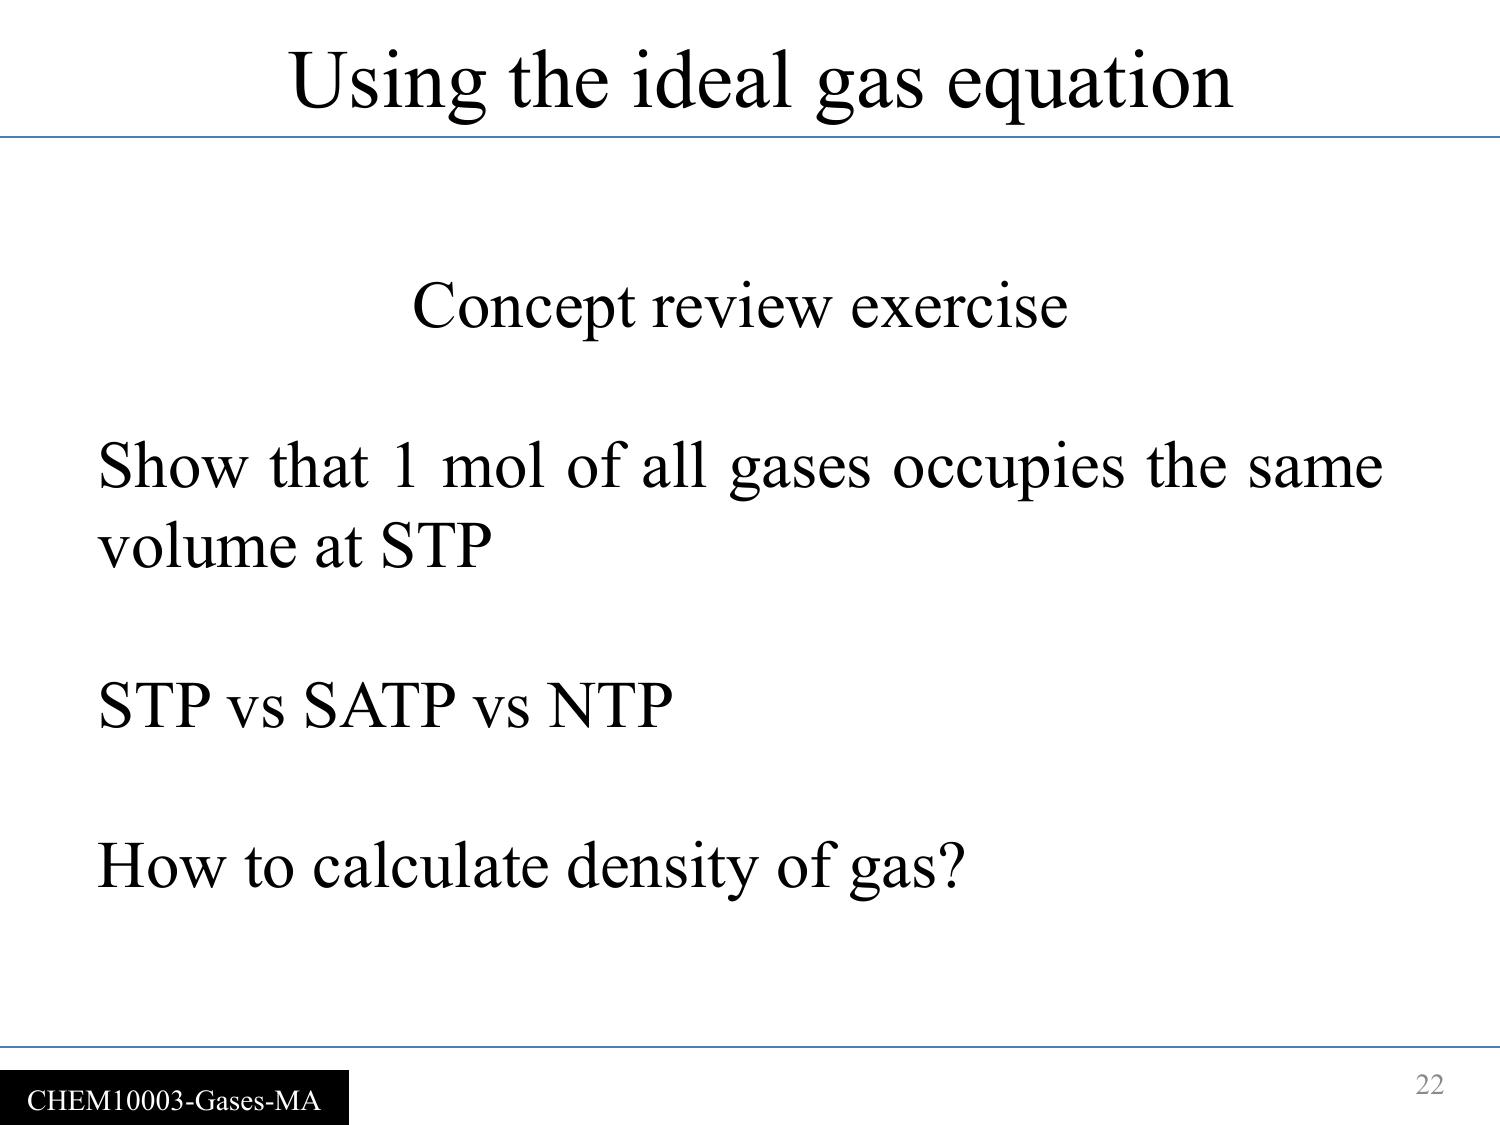 Using the ideal gas equation
Concept review exercise
Show that 1 mol of all gases occupies the same
volume at STP
STP vs SATP vs NTP
How to calculate density of gas?
CHEM10003-Gases-MA
22